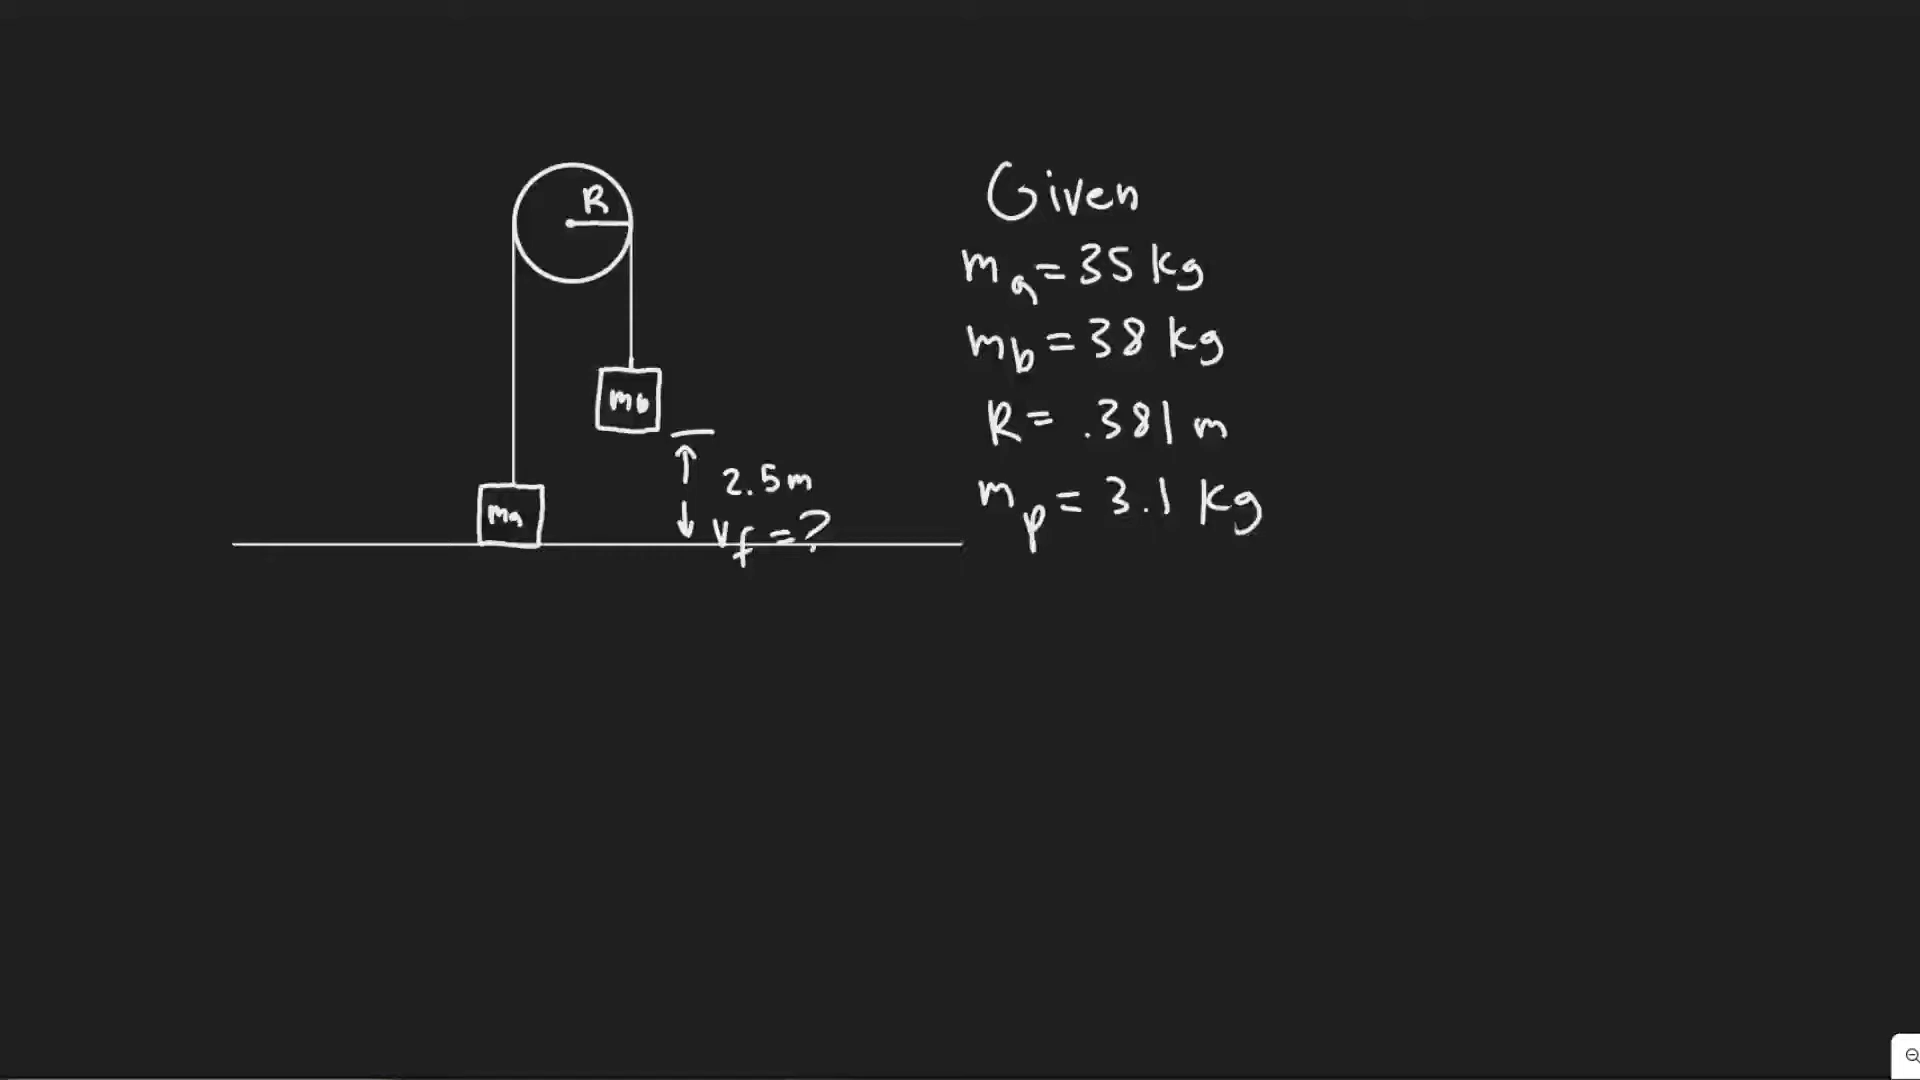 R
mb
ma
2.5m
vf=?
Given
ma=35 kg
mb=38 kg
R= .381 m
mp= 3.1 kg